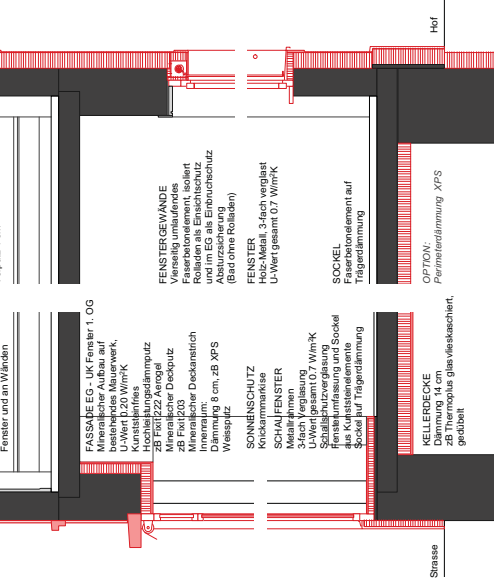 Hof
FENSTERGEWÄNDE
Vierseitig umlaufendes
Faserbetonelement, isoliert
Rolladen als Einsichtschutz
und im EG als Einbruchschutz
Absturzsicherung
(Bad ohne Rolladen)
FENSTER
Holz-Metall, 3-fach verglast
U-Wert gesamt 0.7 W/m²K
SOCKEL
Faserbetonelement auf
Trägerdämmung
OPTION:
Perimeterdämmung XPS
Fenster und an Wänden
FASSADE EG - UK Fenster 1. OG
Mineralischer Aufbau auf
bestehendes Mauerwerk,
U-Wert 0.20 W/m²K
Kunststeinfries
Hochleistungsdämmputz
zB Fixit 222 Aerogel
Mineralischer Deckputz
zB Fixit 203
Mineralischer Deckanstrich
Innenraum:
Dämmung 8 cm, zB XPS
Weissputz
SONNENSCHUTZ
Knickarmmarkise
SCHAUFENSTER
Metallrahmen
3-fach Verglasung
U-Wert gesamt 0.7 W/m²K
Schallschutzverglasung
Fensterumfassung und Sockel
aus Kunststeinelemente
Sockel auf Trägerdämmung
KELLERDECKE
Dämmung 14 cm
zB Thermoplus glasvlieskaschiert,
gedübelt
Strasse